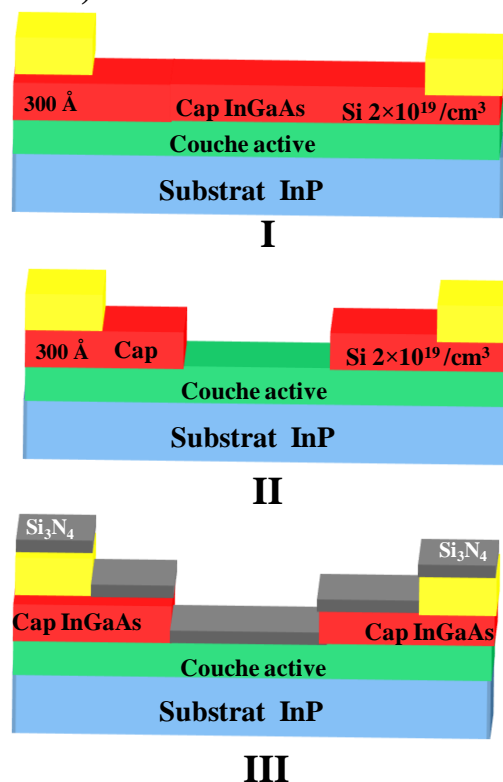 300 Å Cap InGaAs Si 2×10¹⁹/cm³
Couche active
Substrat InP
I
300 Å Cap Si 2×10¹⁹/cm³
Couche active
Substrat InP
II
Si₃N₄ Si₃N₄
Cap InGaAs Cap InGaAs
Couche active
Substrat InP
III